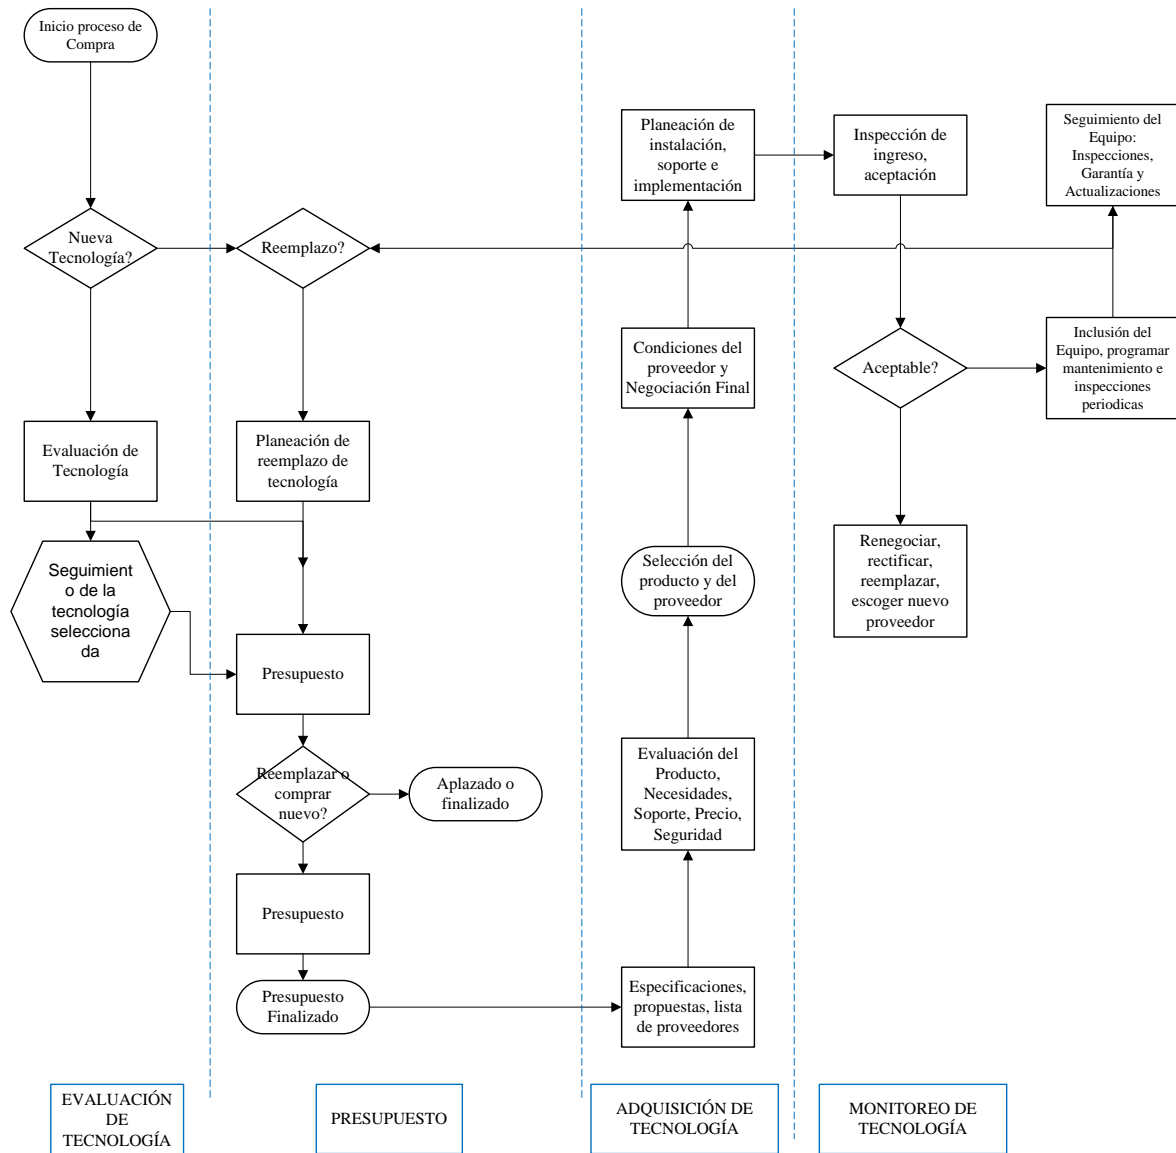 Inicio proceso de
Compra
Nueva
Tecnología?
Evaluación de
Tecnología
Seguimient
o de la
tecnología
selecciona
da
Reemplazo?
Planeación de
reemplazo de
tecnología
Presupuesto
Reemplazar o
comprar
nuevo?
Aplazado o
finalizado
Presupuesto
Presupuesto
Finalizado
Planeación de
instalación,
soporte e
implementación
Condiciones del
proveedor y
Negociación Final
Selección del
producto y del
proveedor
Evaluación del
Producto,
Necesidades,
Soporte, Precio,
Seguridad
Especificaciones,
propuestas, lista
de proveedores
Inspección de
ingreso,
aceptación
Aceptable?
Renegociar,
rectificar,
reemplazar,
escoger nuevo
proveedor
Seguimiento del
Equipo:
Inspecciones,
Garantía y
Actualizaciones
Inclusión del
Equipo, programar
mantenimiento e
inspecciones
periodicas
EVALUACIÓN
DE
TECNOLOGÍA
PRESUPUESTO
ADQUISICIÓN DE
TECNOLOGÍA
MONITOREO DE
TECNOLOGÍA